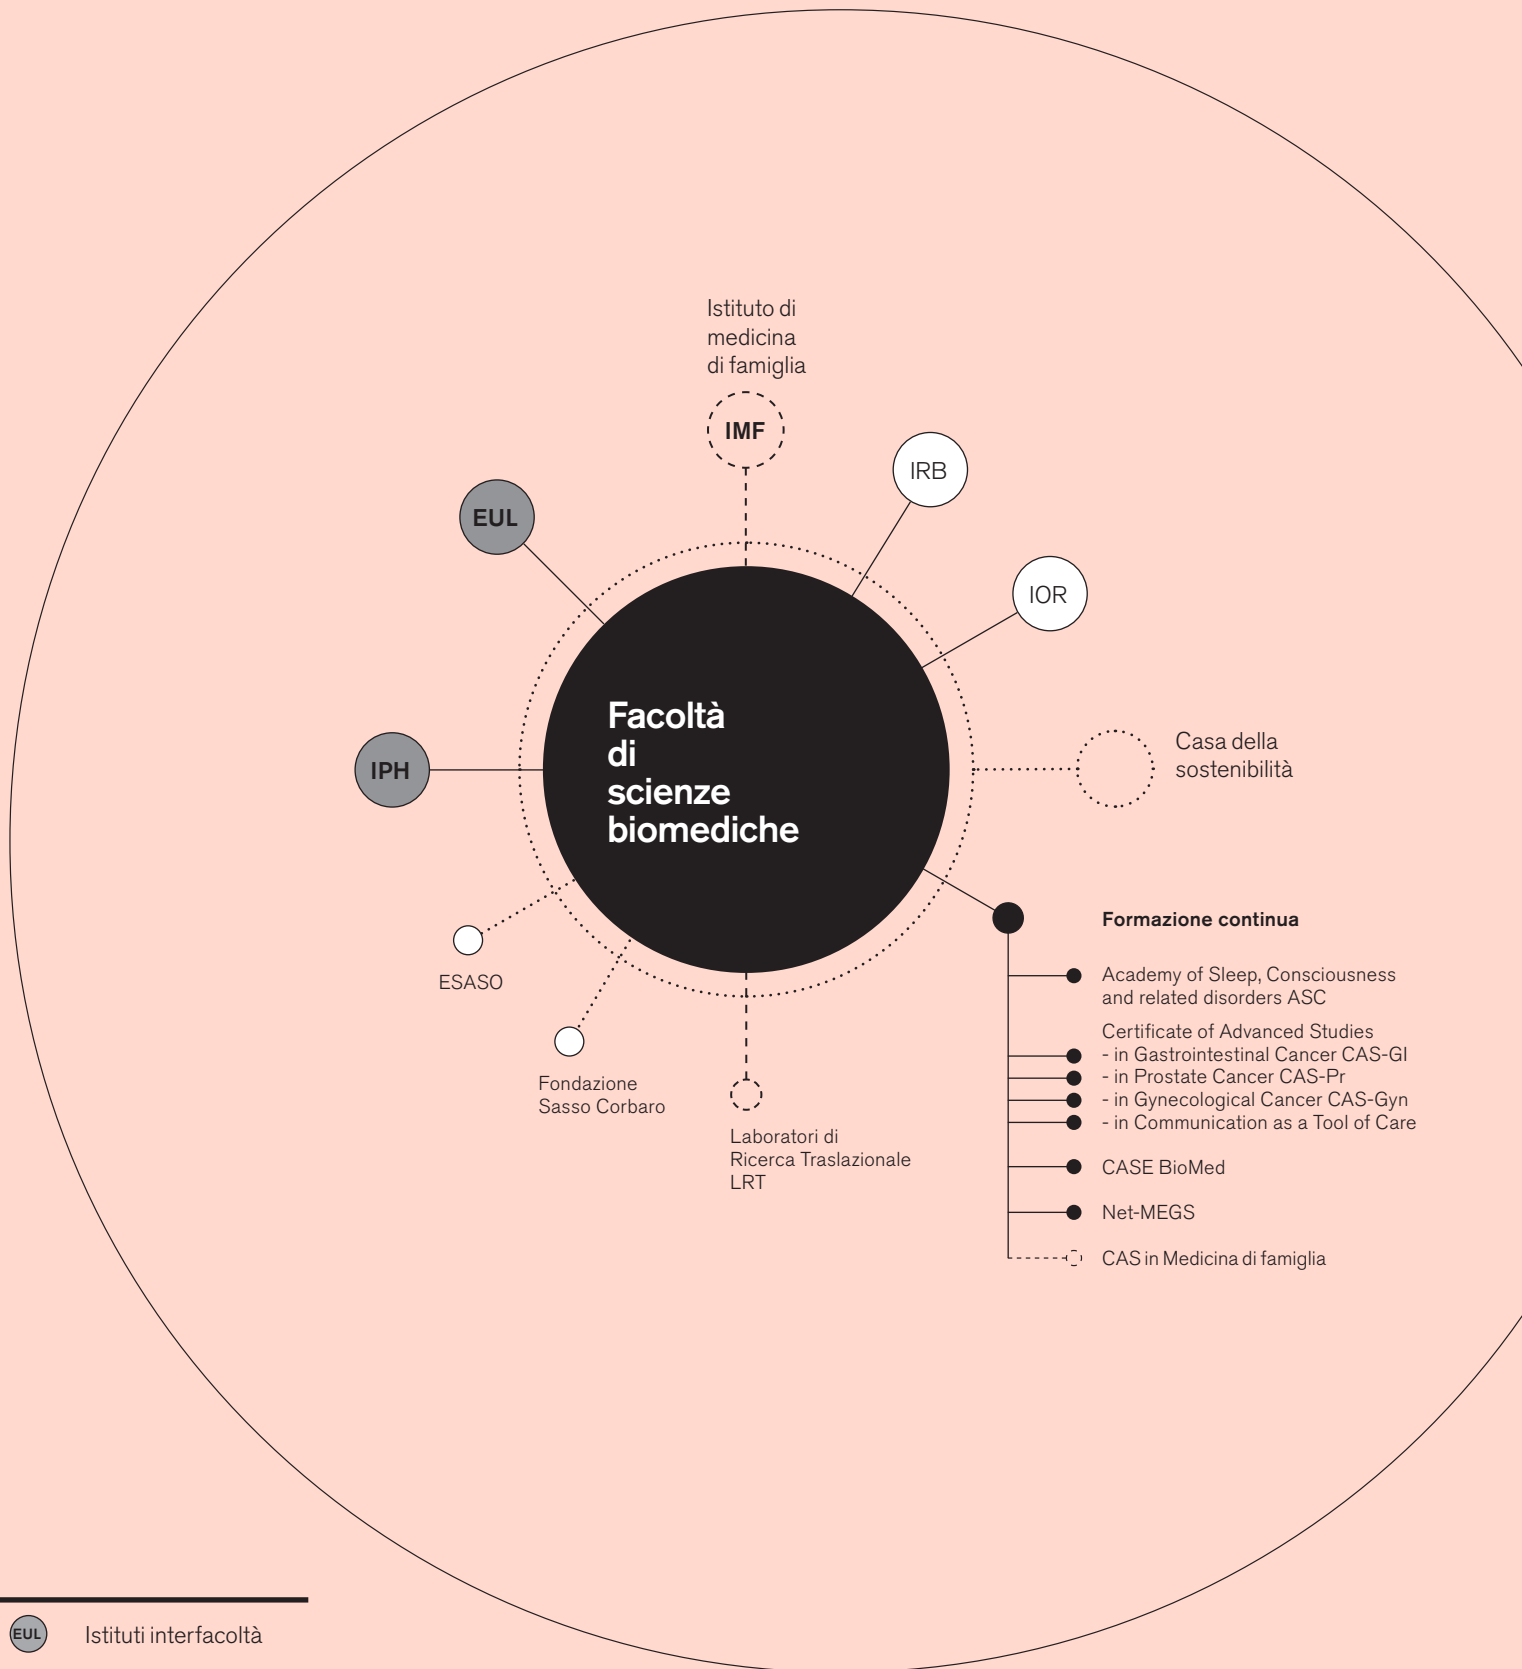 Istituto di
medicina
di famiglia
IMF
IRB
EUL
IOR
Facoltà
di
scienze
biomediche
IPH
Casa della
sostenibilità
ESASO
Fondazione
Sasso Corbaro
Laboratori di
Ricerca Traslazionale
LRT
Formazione continua
Academy of Sleep, Consciousness
and related disorders ASC
Certificate of Advanced Studies
- in Gastrointestinal Cancer CAS-GI
- in Prostate Cancer CAS-Pr
- in Gynecological Cancer CAS-Gyn
- in Communication as a Tool of Care
CASE BioMed
Net-MEGS
CAS in Medicina di famiglia
EUL Istituti interfacoltà